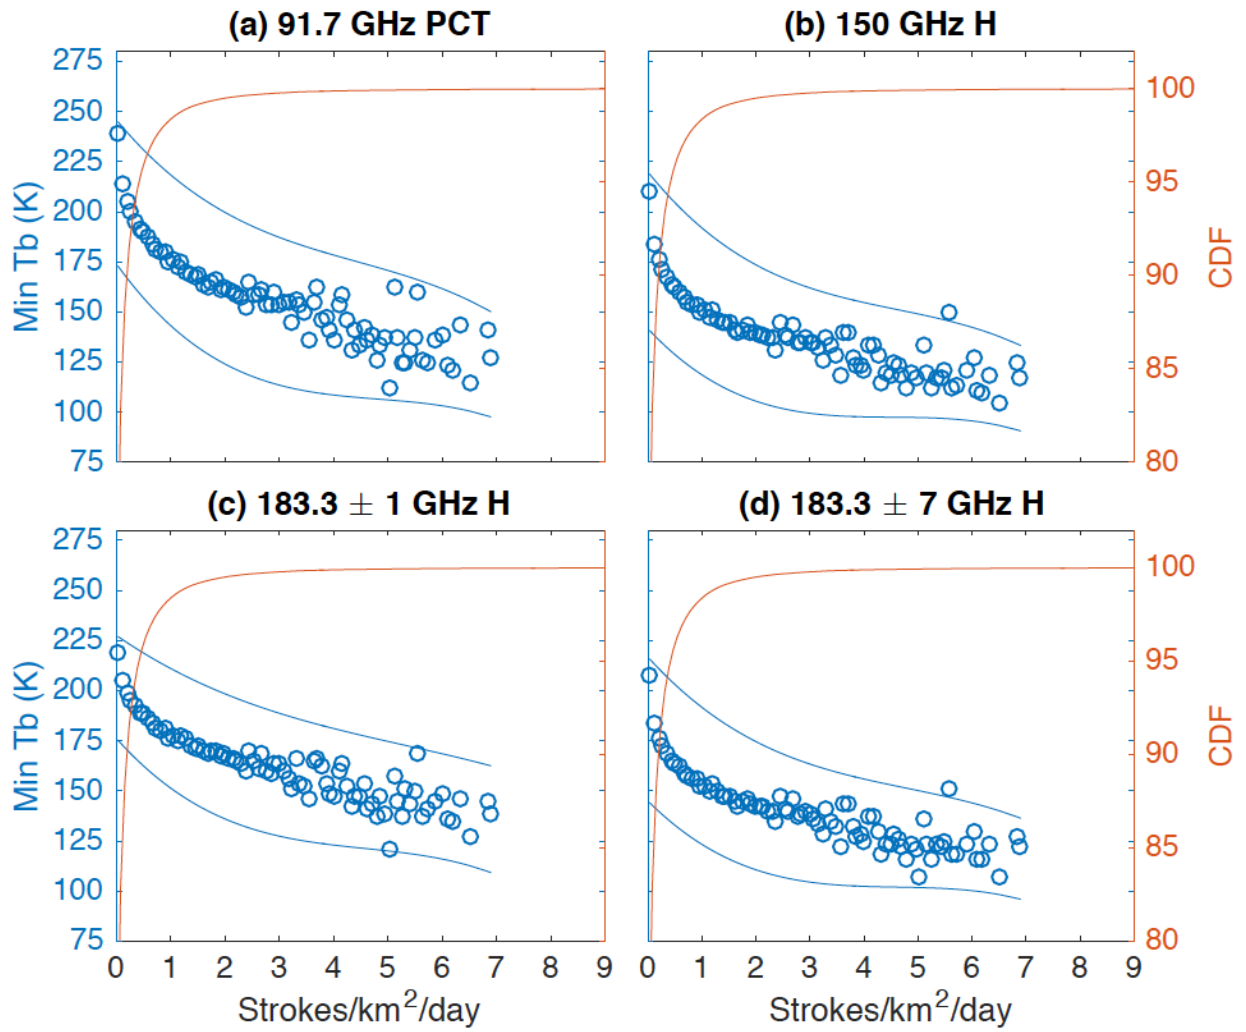 (a) 91.7 GHz PCT
(b) 150 GHz H
275
250
225
200
175
150
125
100
75
Min Tb (K)
100
95
90
85
80
CDF
(c) 183.3 ± 1 GHz H
(d) 183.3 ± 7 GHz H
275
250
225
200
175
150
125
100
75
Min Tb (K)
100
95
90
85
80
CDF
0 1 2 3 4 5 6 7 8 9
0 1 2 3 4 5 6 7 8 9
Strokes/km²/day
Strokes/km²/day